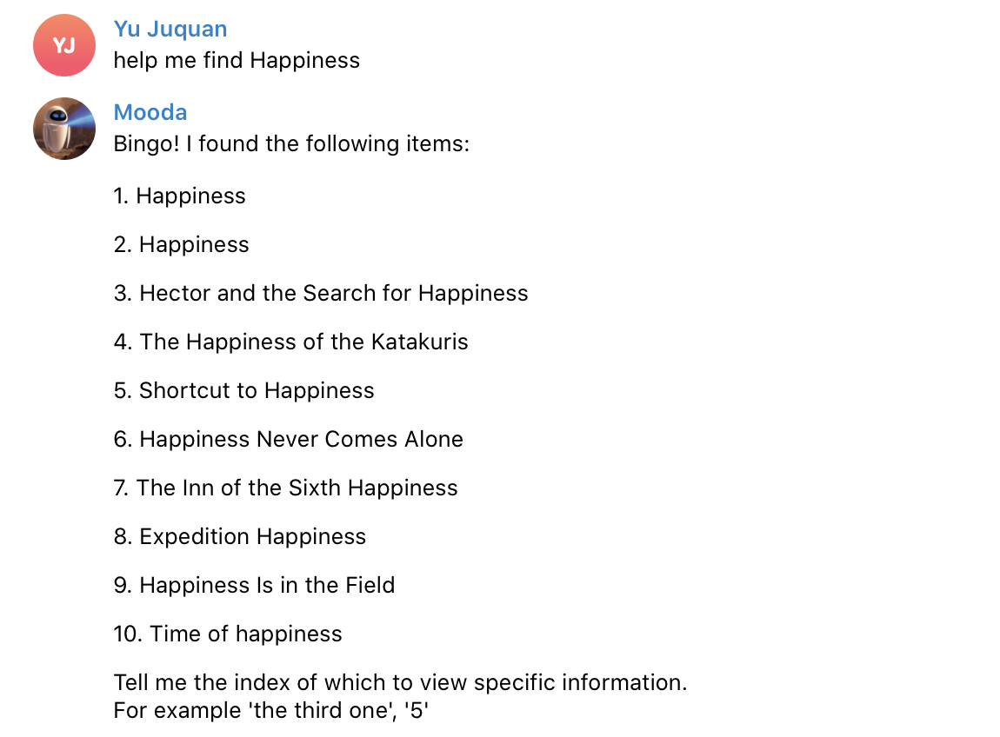 YJ
Yu Juquan
help me find Happiness
Mooda
Bingo! I found the following items:
1. Happiness
2. Happiness
3. Hector and the Search for Happiness
4. The Happiness of the Katakuris
5. Shortcut to Happiness
6. Happiness Never Comes Alone
7. The Inn of the Sixth Happiness
8. Expedition Happiness
9. Happiness Is in the Field
10. Time of happiness
Tell me the index of which to view specific information.
For example 'the third one', '5'